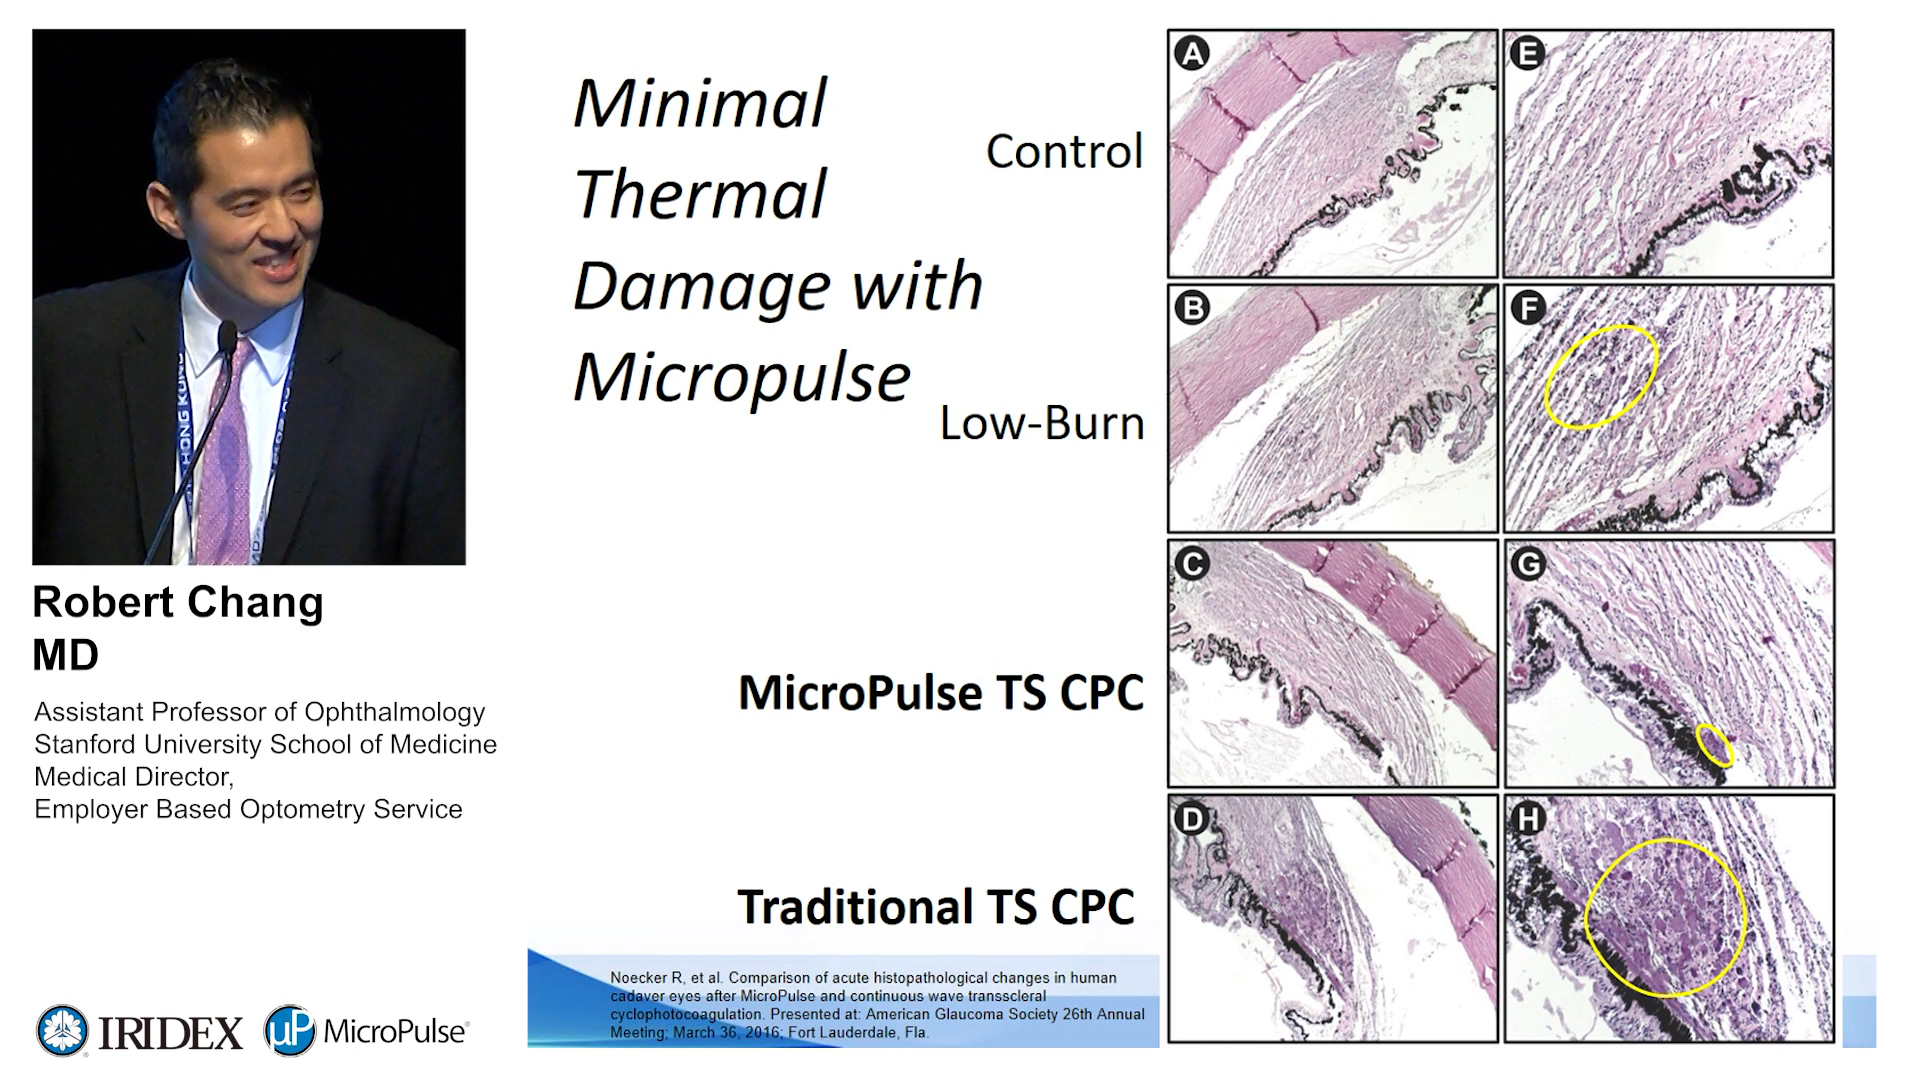 HONG KONG
Robert Chang
MD
Assistant Professor of Ophthalmology
Stanford University School of Medicine
Medical Director,
Employer Based Optometry Service
IRIDEX
µP MicroPulse®
Minimal
Thermal
Damage with
Micropulse
Control
Low-Burn
MicroPulse TS CPC
Traditional TS CPC
A
E
B
F
C
G
D
H
Noecker R, et al. Comparison of acute histopathological changes in human
cadaver eyes after MicroPulse and continuous wave transscleral
cyclophotocoagulation. Presented at: American Glaucoma Society 26th Annual
Meeting; March 36, 2016; Fort Lauderdale, Fla.